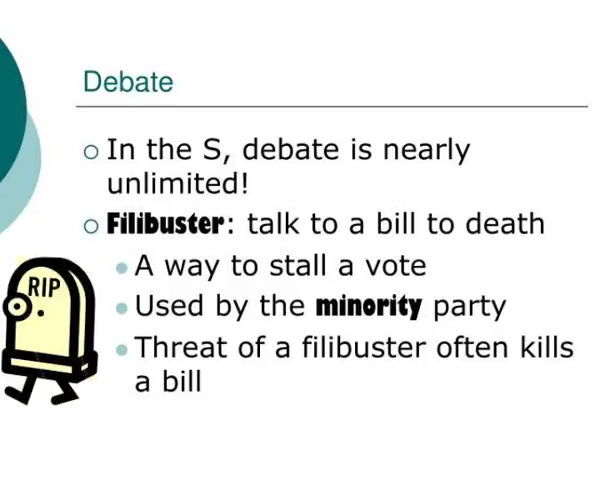 Debate
In the S, debate is nearly
unlimited!
Filibuster: talk to a bill to death
A way to stall a vote
Used by the minority party
Threat of a filibuster often kills
a bill
RIP